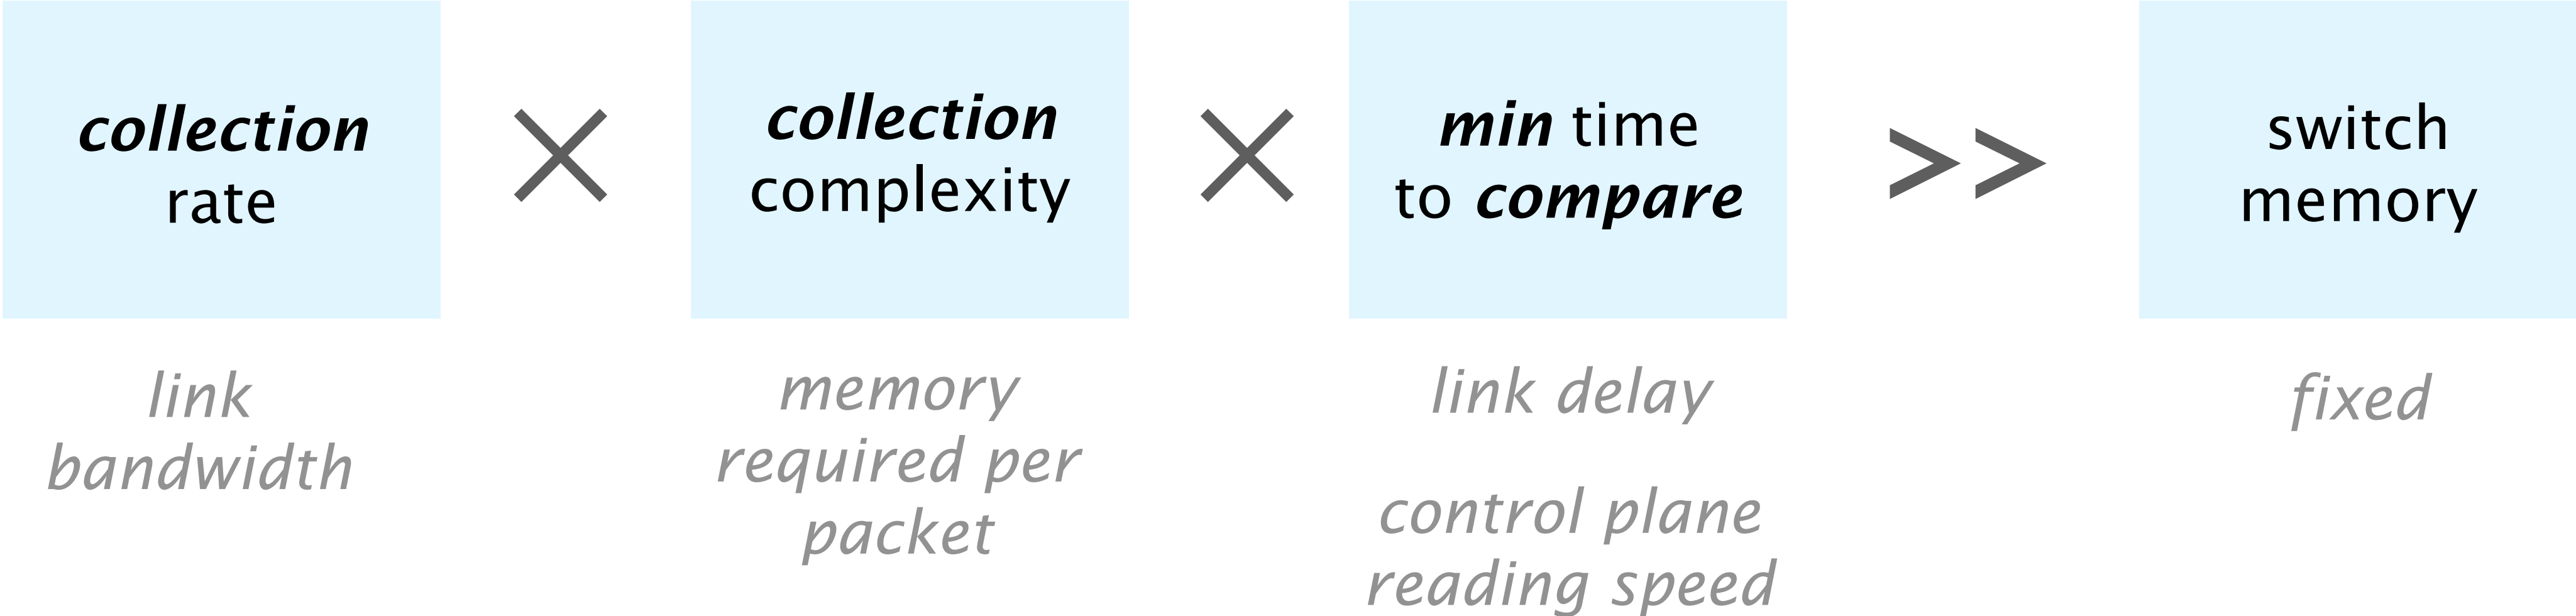 collection
rate
×
collection
complexity
×
min time
to compare
>>
switch
memory
link
bandwidth
memory
required per
packet
link delay
control plane
reading speed
fixed